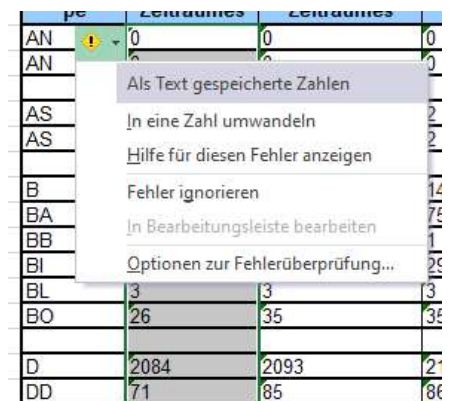 pe Zeitraumes Zeitraumes
AN 0 0 0
AN 0
Als Text gespeicherte Zahlen
AS 2
In eine Zahl umwandeln
AS 2
Hilfe für diesen Fehler anzeigen
B Fehler ignorieren 14
BA 75
In Bearbeitungsleiste bearbeiten
BB 1
BI Optionen zur Fehlerüberprüfung... 29
BL 3 3 3
BO 26 35 35
D 2084 2093 21
DD 71 85 86